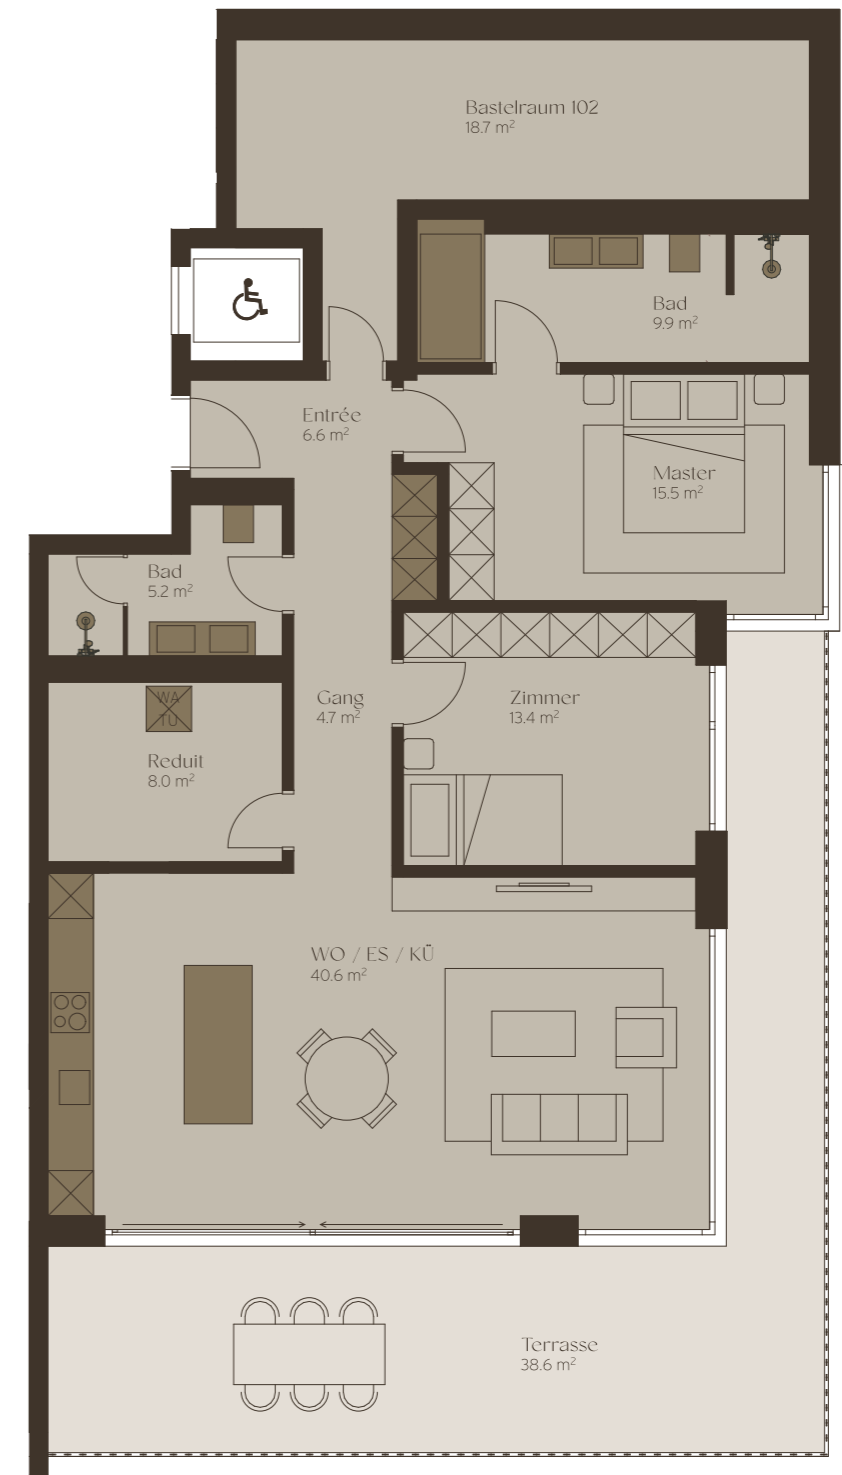 Bastelraum 102
18.7 m²
Bad
9.9 m²
Entrée
6.6 m²
Master
15.5 m²
Bad
5.2 m²
Gang
4.7 m²
Zimmer
13.4 m²
WA
TU
Reduit
8.0 m²
WO / ES / KÜ
40.6 m²
Terrasse
38.6 m²